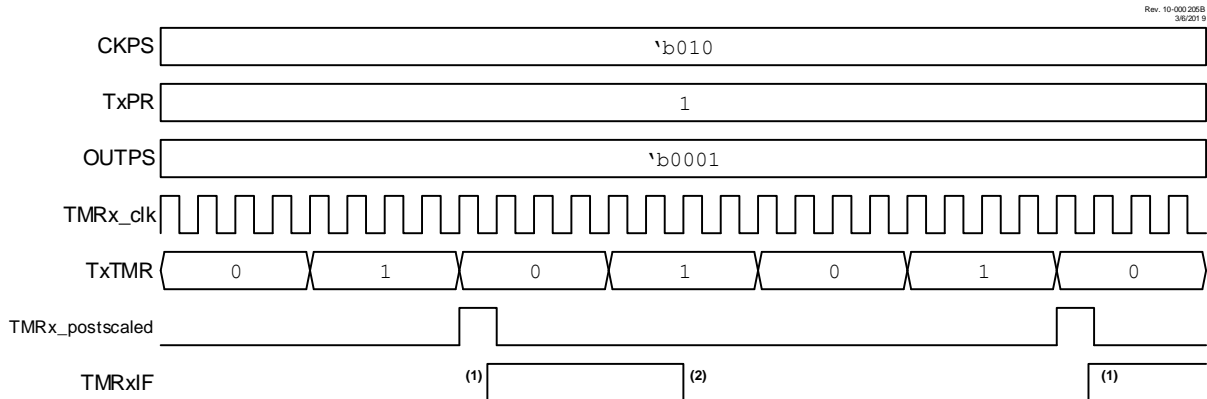 Rev. 10-000205B
3/6/2019
CKPS
‘b010
TxPR
1
OUTPS
‘b0001
TMRx_clk
TxTMR
0 1 0 1 0 1 0
TMRx_postscaled
TMRxIF
(1) (2) (1)